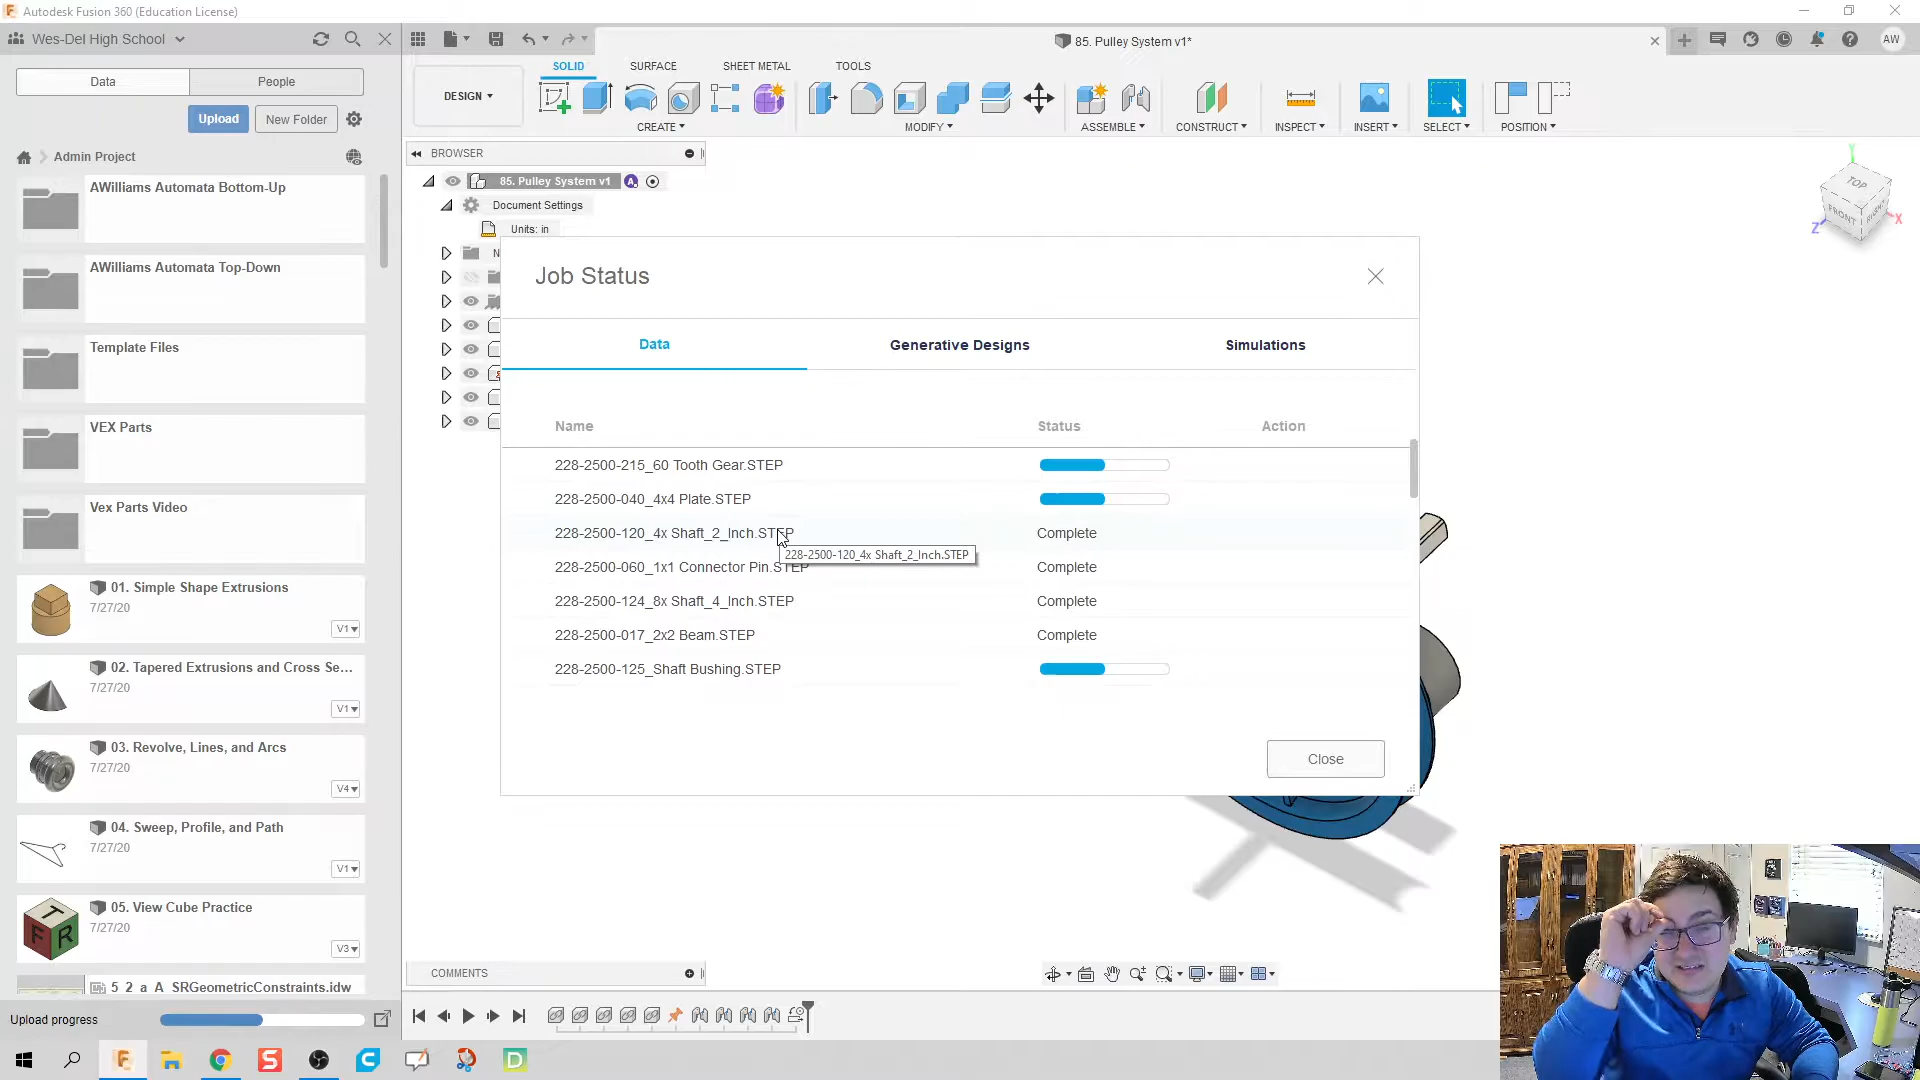 Autodesk Fusion 360 (Education License)
Wes-Del High School
85. Pulley System v1*
AW
Data
People
Upload
New Folder
Admin Project
AWilliams Automata Bottom-Up
AWilliams Automata Top-Down
Template Files
VEX Parts
Vex Parts Video
01. Simple Shape Extrusions
7/27/20
V1
02. Tapered Extrusions and Cross Se...
7/27/20
V1
03. Revolve, Lines, and Arcs
7/27/20
V4
04. Sweep, Profile, and Path
7/27/20
V1
05. View Cube Practice
7/27/20
V3
T
F R
5_2_a_A_SRGeometricConstraints.idw
Upload progress
SOLID
SURFACE
SHEET METAL
TOOLS
DESIGN
CREATE
MODIFY
ASSEMBLE
CONSTRUCT
INSPECT
INSERT
SELECT
POSITION
BROWSER
85. Pulley System v1
A
Document Settings
Units: in
N
Y
TOP
FRONT
RIGHT
Z
X
Job Status
Data
Generative Designs
Simulations
Name
Status
Action
228-2500-215_60 Tooth Gear.STEP
228-2500-040_4x4 Plate.STEP
228-2500-120_4x Shaft_2_Inch.STEP
Complete
228-2500-120_4x Shaft_2_Inch.STEP
228-2500-060_1x1 Connector Pin.STEP
Complete
228-2500-124_8x Shaft_4_Inch.STEP
Complete
228-2500-017_2x2 Beam.STEP
Complete
228-2500-125_Shaft Bushing.STEP
Close
COMMENTS